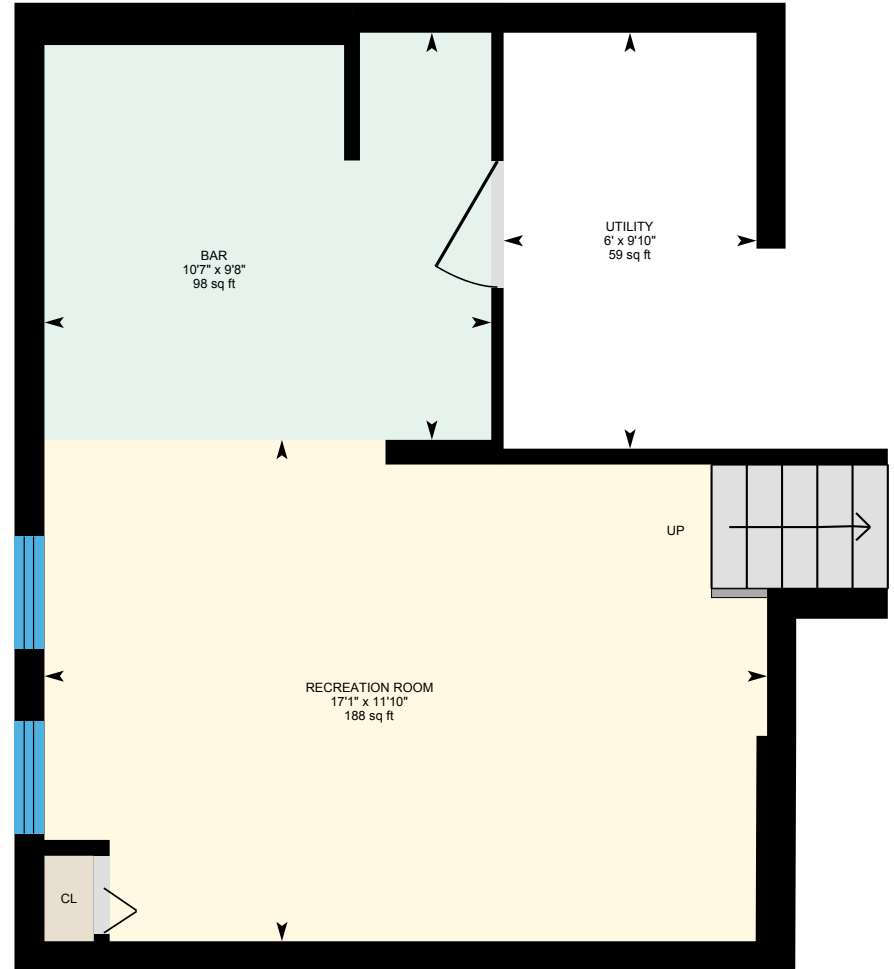 BAR
10'7" x 9'8"
98 sq ft
UTILITY
6' x 9'10"
59 sq ft
UP
RECREATION ROOM
17'1" x 11'10"
188 sq ft
CL